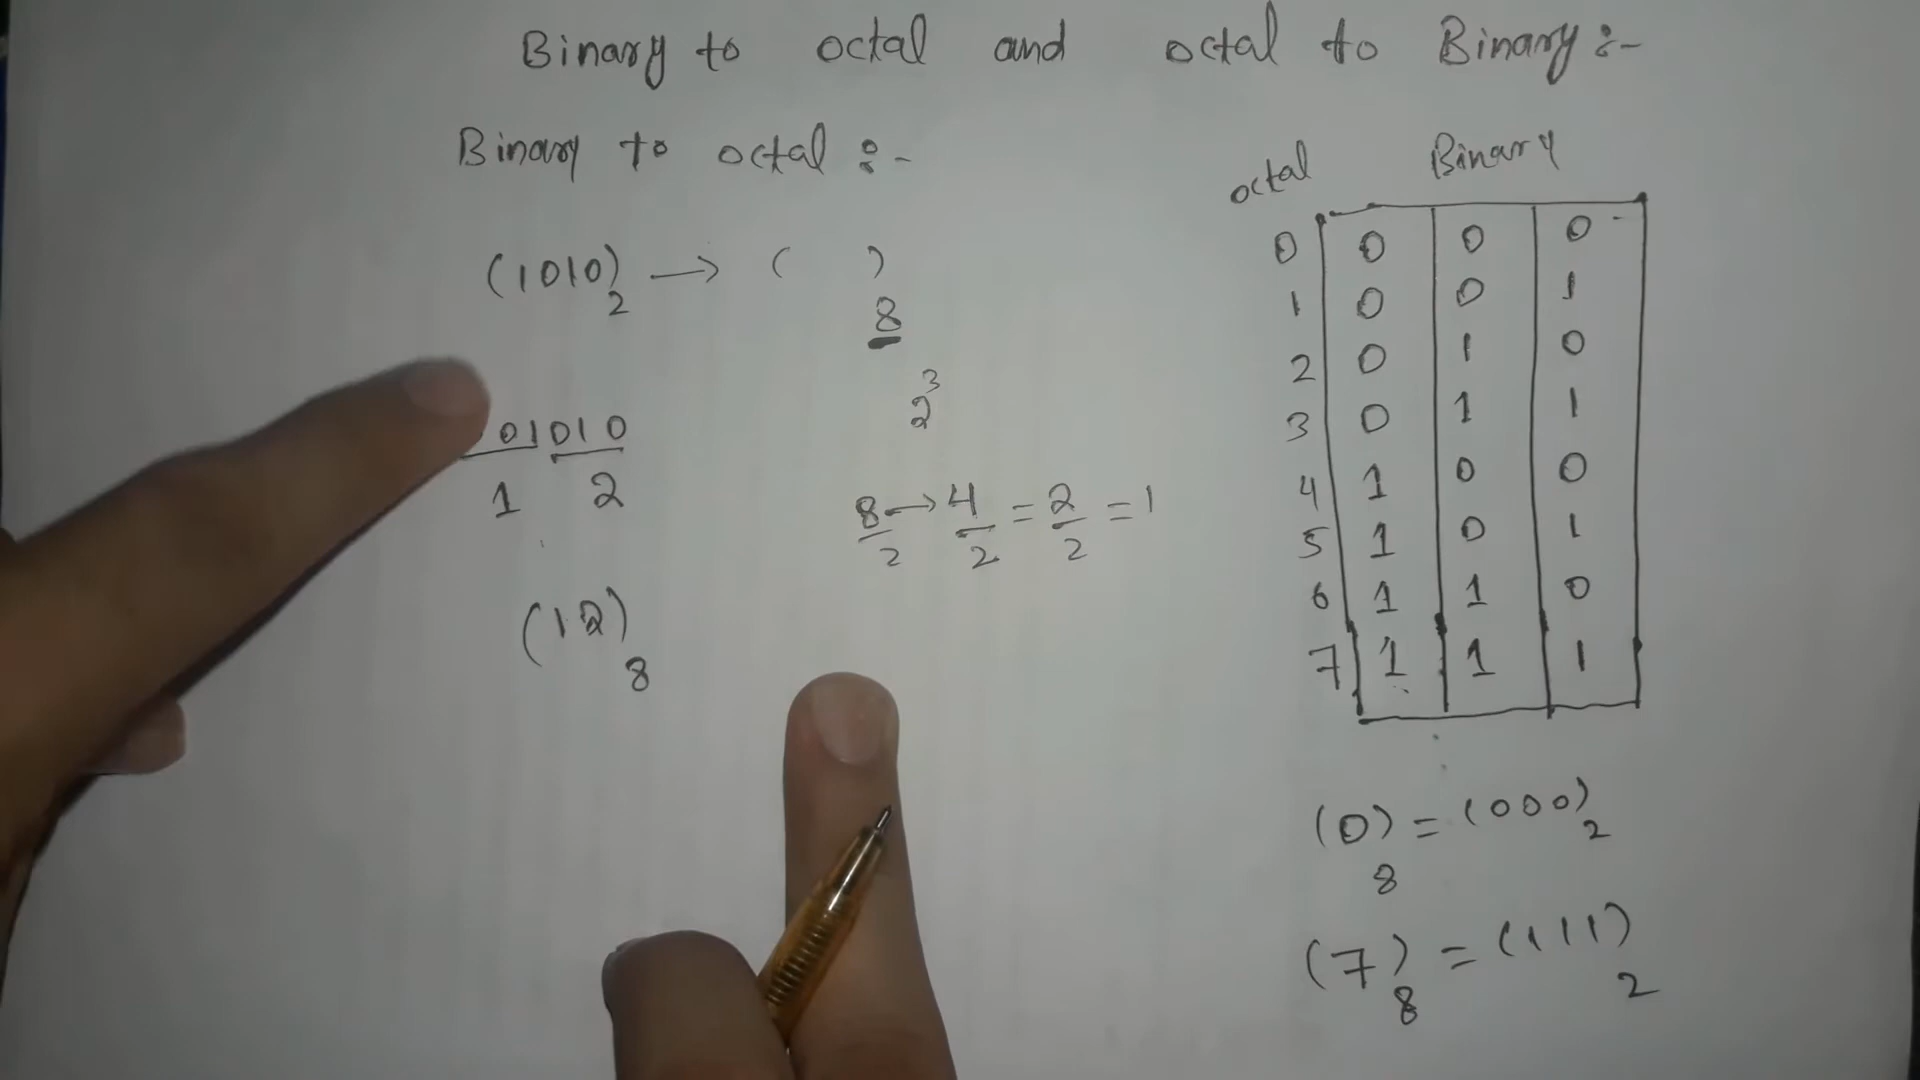 Binary to octal and octal to Binary :-
Binary to octal :-
(1010)₂ → (    )₈
2³
01010
1 2
8/2 → 4/2 = 2/2 = 1
(12)₈
octal Binary
0 0 0 0
1 0 0 1
2 0 1 0
3 0 1 1
4 1 0 0
5 1 0 1
6 1 1 0
7 1 1 1
(0)₈ = (000)₂
(7)₈ = (111)₂